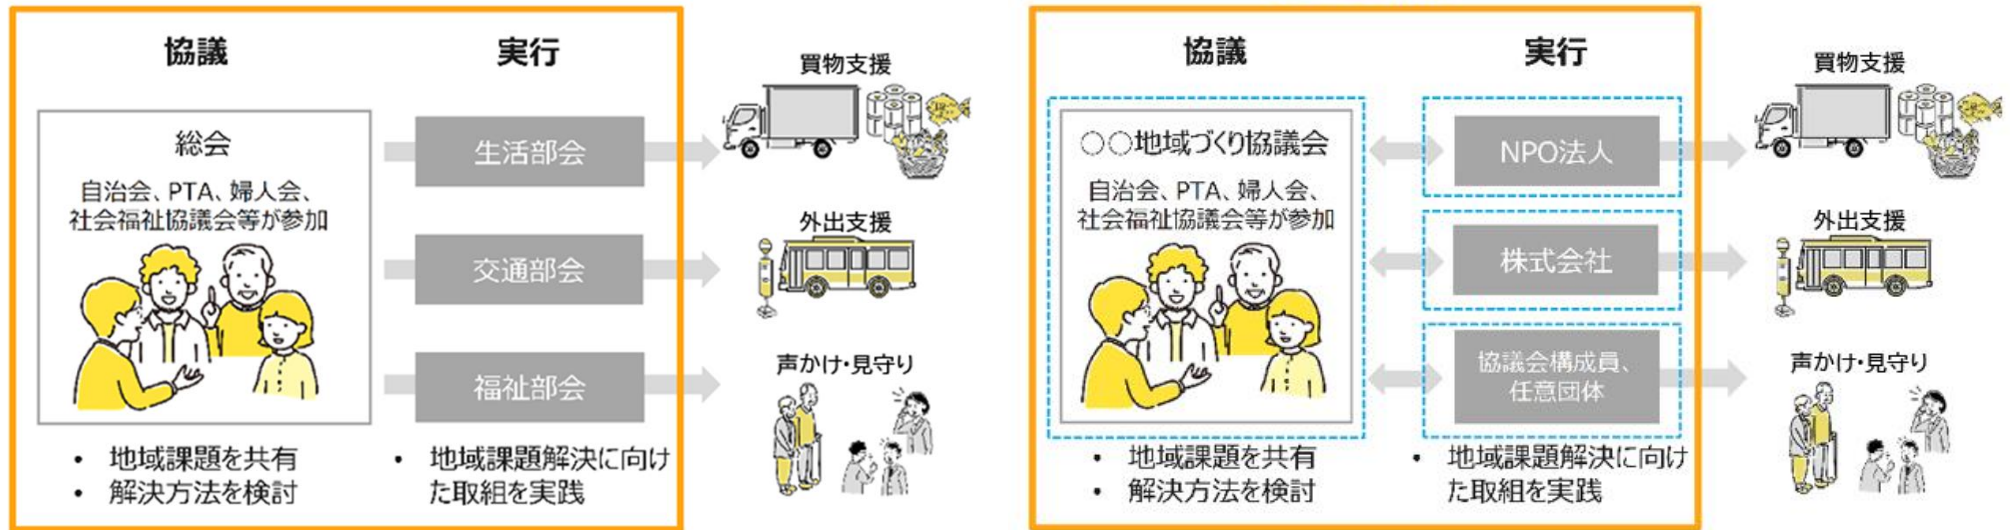 協議
実行
総会
自治会、PTA、婦人会、
社会福祉協議会等が参加
生活部会
交通部会
福祉部会
• 地域課題を共有
• 解決方法を検討
• 地域課題解決に向け
た取組を実践
買物支援
外出支援
声かけ・見守り
協議
実行
○○地域づくり協議会
自治会、PTA、婦人会、
社会福祉協議会等が参加
NPO法人
株式会社
協議会構成員、
任意団体
• 地域課題を共有
• 解決方法を検討
• 地域課題解決に向け
た取組を実践
買物支援
外出支援
声かけ・見守り